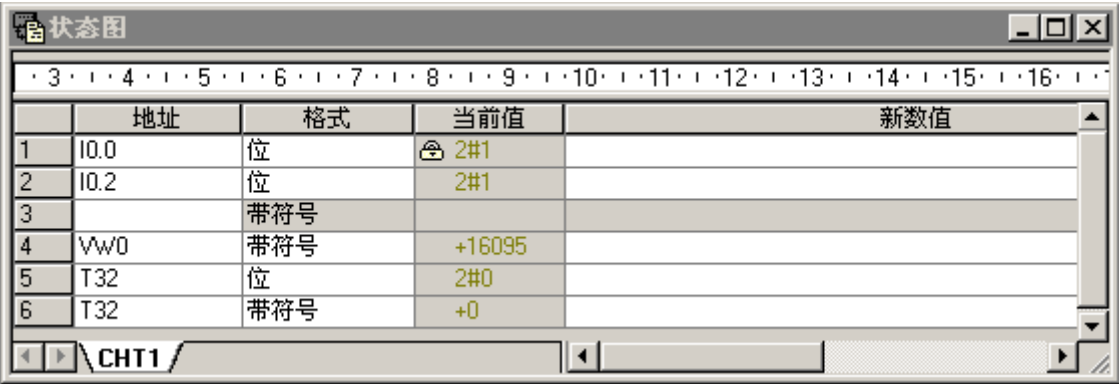 状态图
· 3 · ı · 4 · ı · 5 · ı · 6 · ı · 7 · ı · 8 · ı · 9 · ı ·10· ı ·11· ı ·12· ı ·13· ı ·14· ı ·15· ı ·16· ı ·
地址 格式 当前值 新数值
1 I0.0 位 2#1
2 I0.2 位 2#1
3 带符号
4 VW0 带符号 +16095
5 T32 位 2#0
6 T32 带符号 +0
CHT1